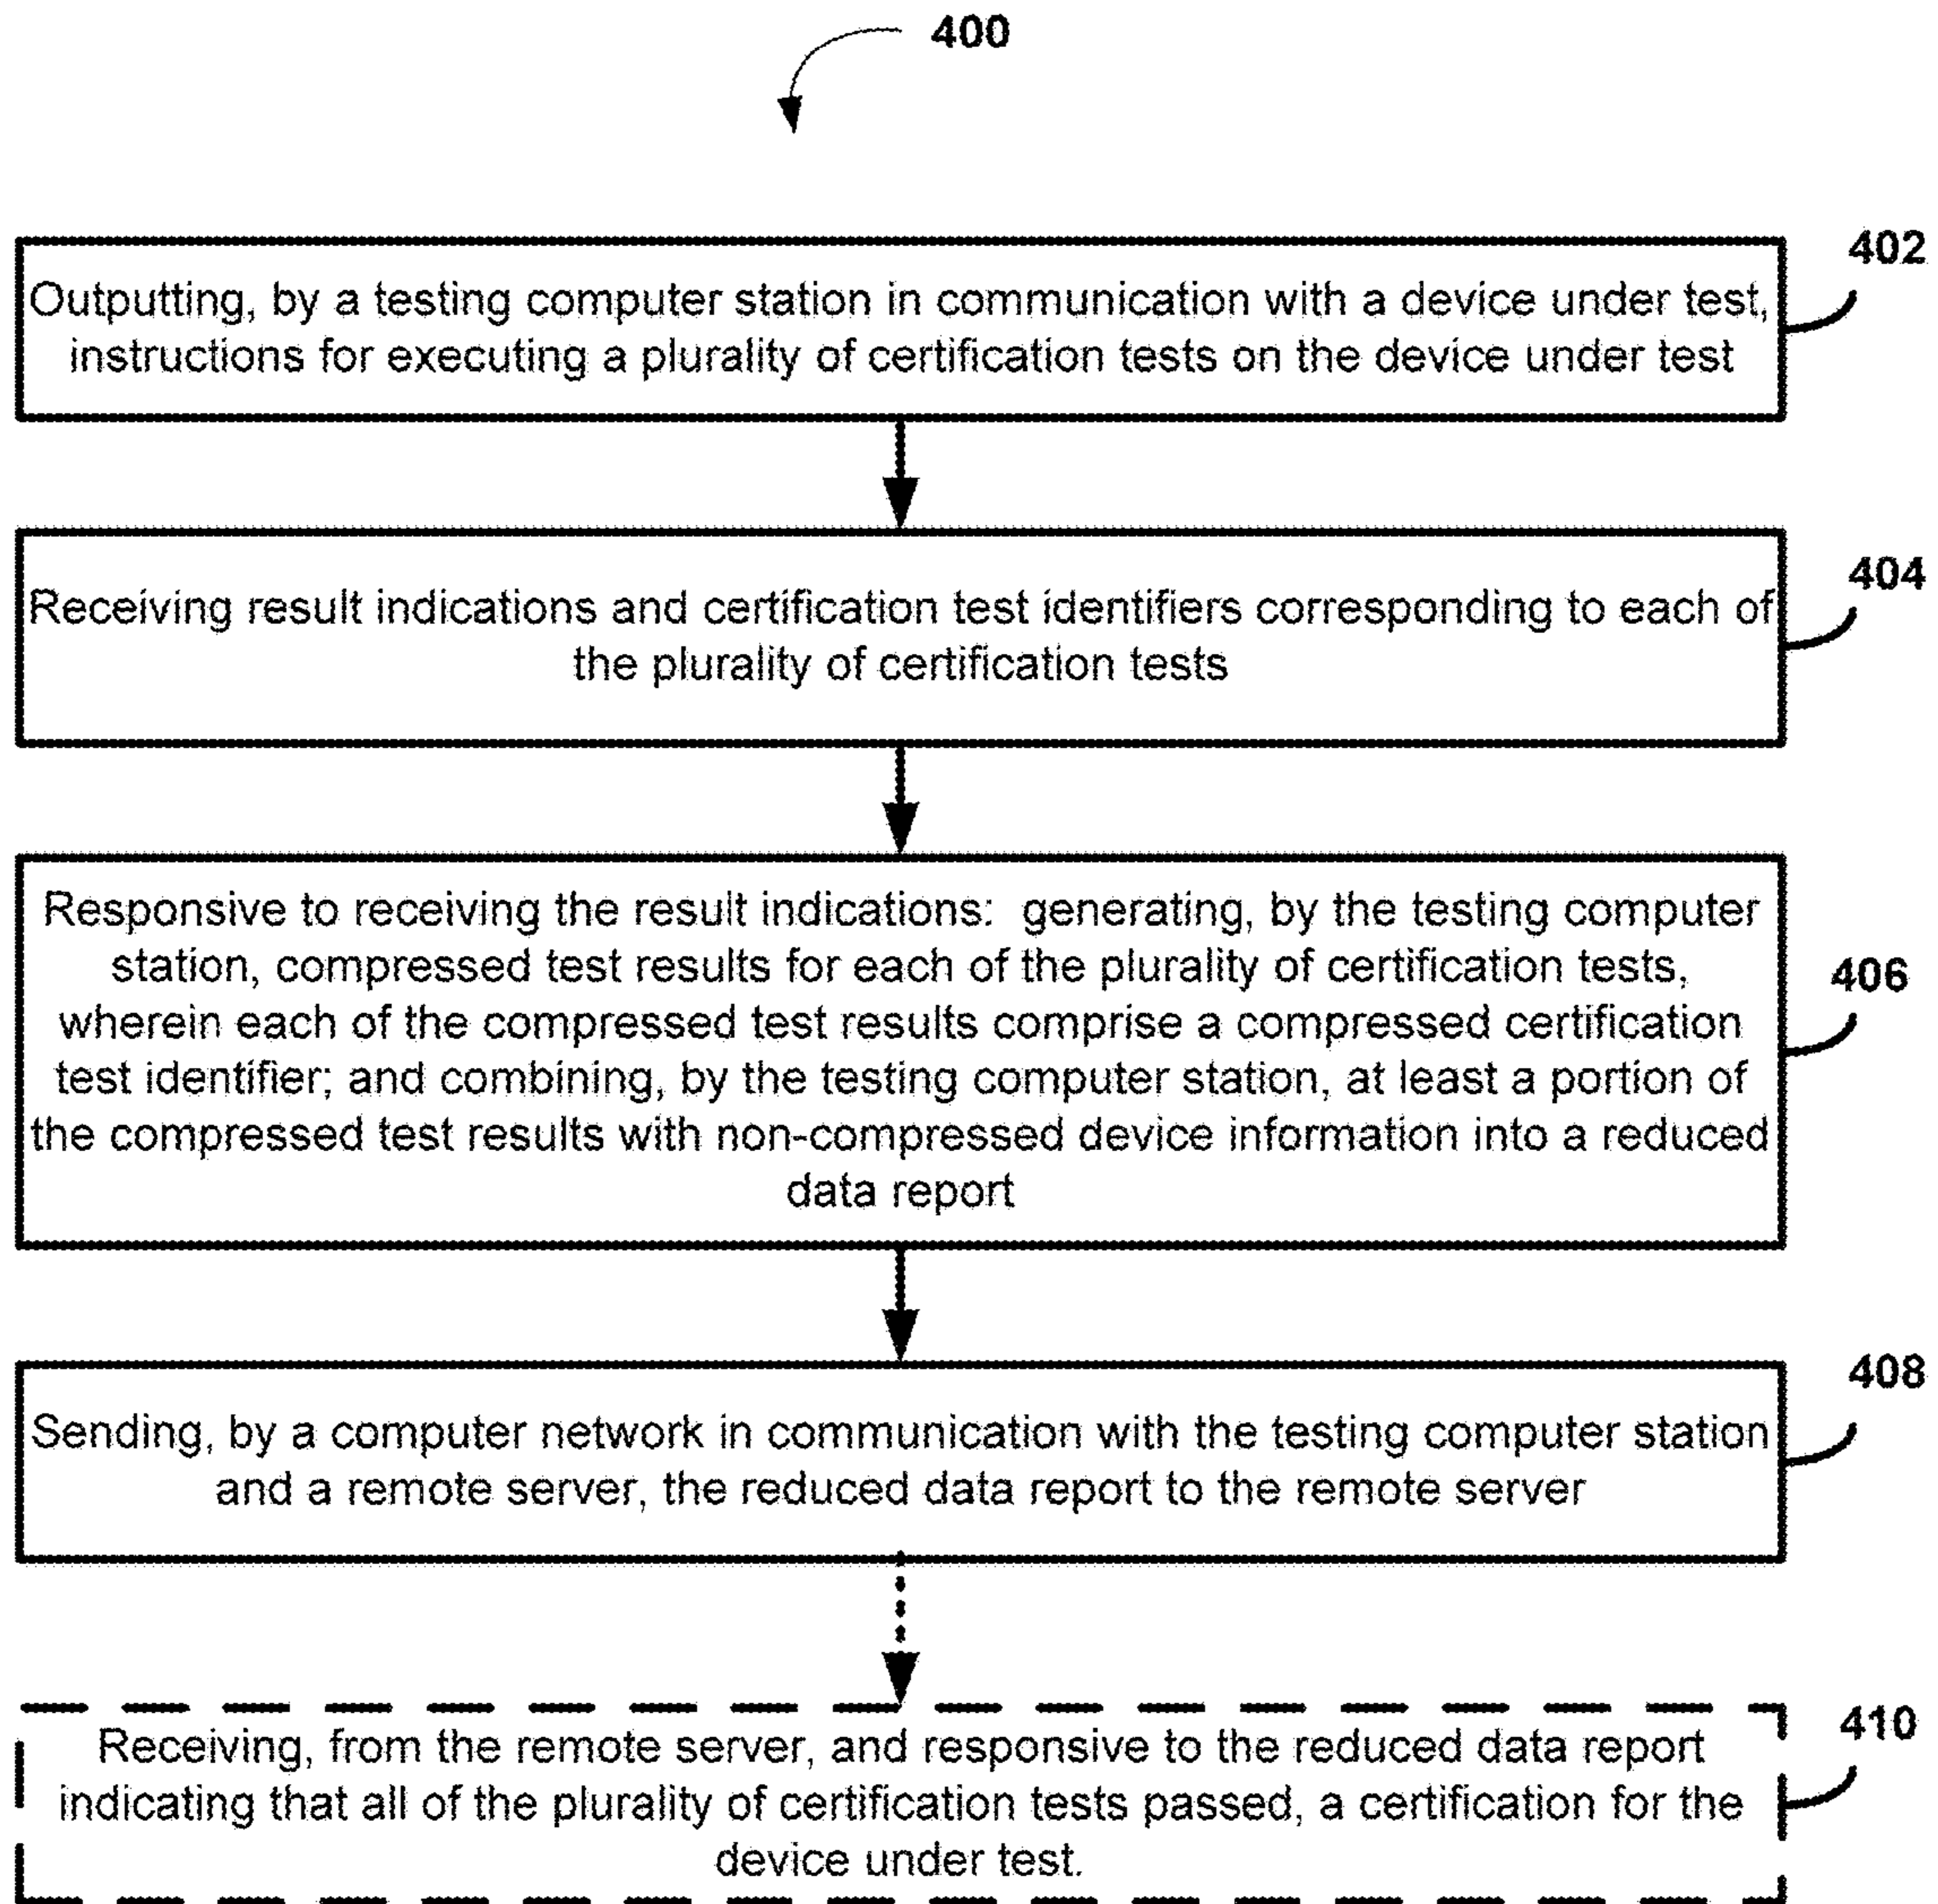 400
402
Outputting, by a testing computer station in communication with a device under test,
instructions for executing a plurality of certification tests on the device under test
404
Receiving result indications and certification test identifiers corresponding to each of
the plurality of certification tests
406
Responsive to receiving the result indications: generating, by the testing computer
station, compressed test results for each of the plurality of certification tests,
wherein each of the compressed test results comprise a compressed certification
test identifier; and combining, by the testing computer station, at least a portion of
the compressed test results with non-compressed device information into a reduced
data report
408
Sending, by a computer network in communication with the testing computer station
and a remote server, the reduced data report to the remote server
410
Receiving, from the remote server, and responsive to the reduced data report
indicating that all of the plurality of certification tests passed, a certification for the
device under test.